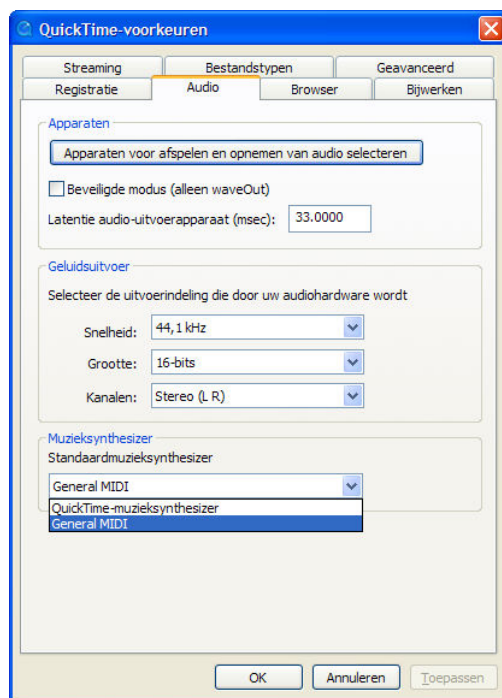 QuickTime-voorkeuren
Streaming Bestandstypen Geavanceerd
Registratie Audio Browser Bijwerken
Apparaten
Apparaten voor afspelen en opnemen van audio selecteren
Beveiligde modus (alleen waveOut)
Latentie audio-uitvoerapparaat (msec): 33.0000
Geluidsuitvoer
Selecteer de uitvoerindeling die door uw audiohardware wordt
Snelheid: 44,1 kHz
Grootte: 16-bits
Kanalen: Stereo (L R)
Muzieksynthesizer
Standaardmuzieksynthesizer
General MIDI
QuickTime-muzieksynthesizer
General MIDI
OK Annuleren Toepassen